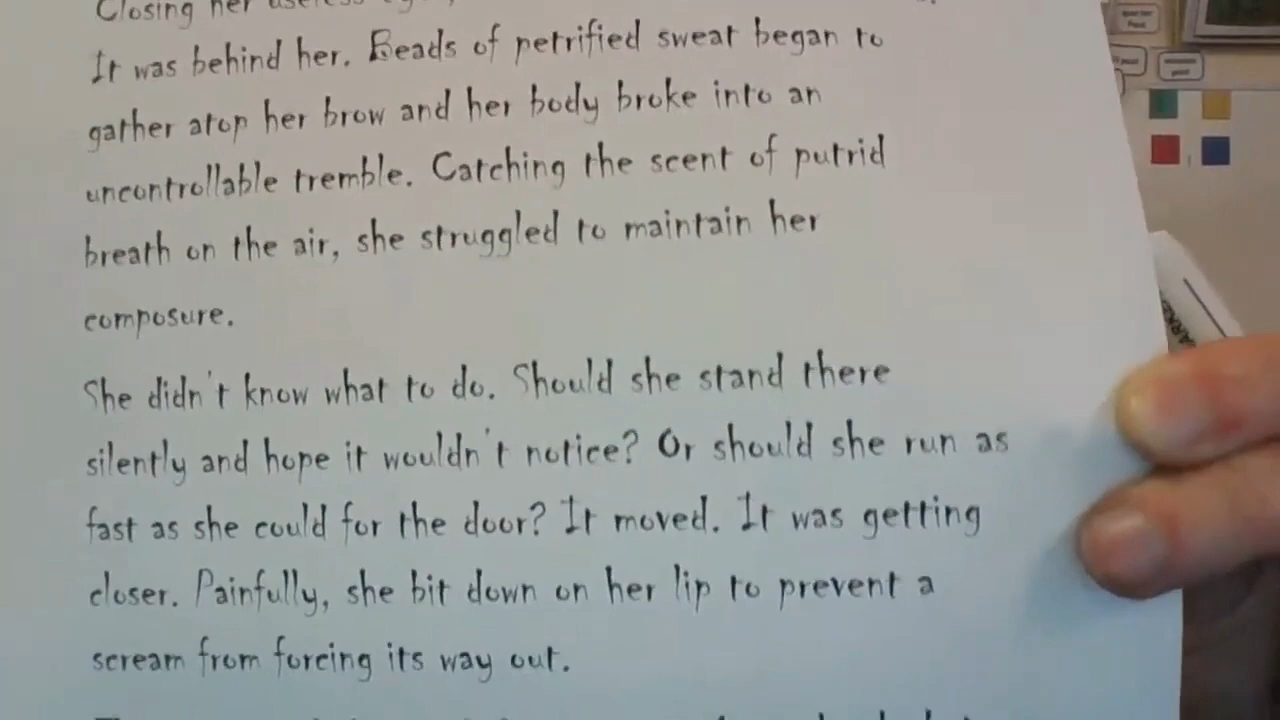 Closing her useless
It was behind her. Beads of petrified sweat began to
gather atop her brow and her body broke into an
uncontrollable tremble. Catching the scent of putrid
breath on the air, she struggled to maintain her
composure.
She didn't know what to do. Should she stand there
silently and hope it wouldn't notice? Or should she run as
fast as she could for the door? It moved. It was getting
closer. Painfully, she bit down on her lip to prevent a
scream from forcing its way out.